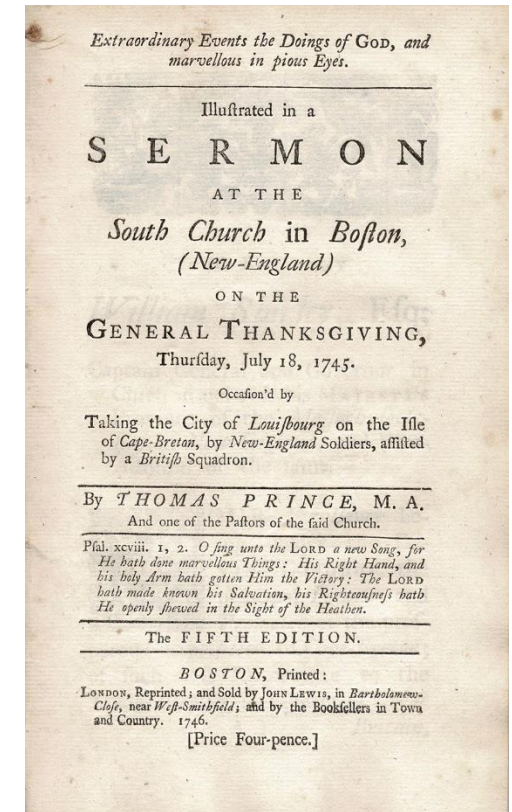 Extraordinary Events the Doings of GOD, and
marvellous in pious Eyes.
Illuſtrated in a
SERMON
AT THE
South Church in Boſton,
(New-England)
ON THE
GENERAL THANKSGIVING,
Thurſday, July 18, 1745.
Occaſion'd by
Taking the City of Louiſbourg on the Iſle
of Cape-Breton, by New-England Soldiers, aſſiſted
by a Britiſh Squadron.
By THOMAS PRINCE, M. A.
And one of the Paſtors of the ſaid Church.
Pſal. xcviii. 1, 2. O ſing unto the LORD a new Song, for
He hath done marvellous Things: His Right Hand, and
his holy Arm hath gotten Him the Victory: The LORD
hath made known his Salvation, his Righteouſneſs hath
He openly ſhewed in the Sight of the Heathen.
The FIFTH EDITION.
BOSTON, Printed:
LONDON, Reprinted; and Sold by JOHN LEWIS, in Bartholomew-
Cloſe, near Weſt-Smithfield; and by the Bookſellers in Town
and Country. 1746.
[Price Four-pence.]